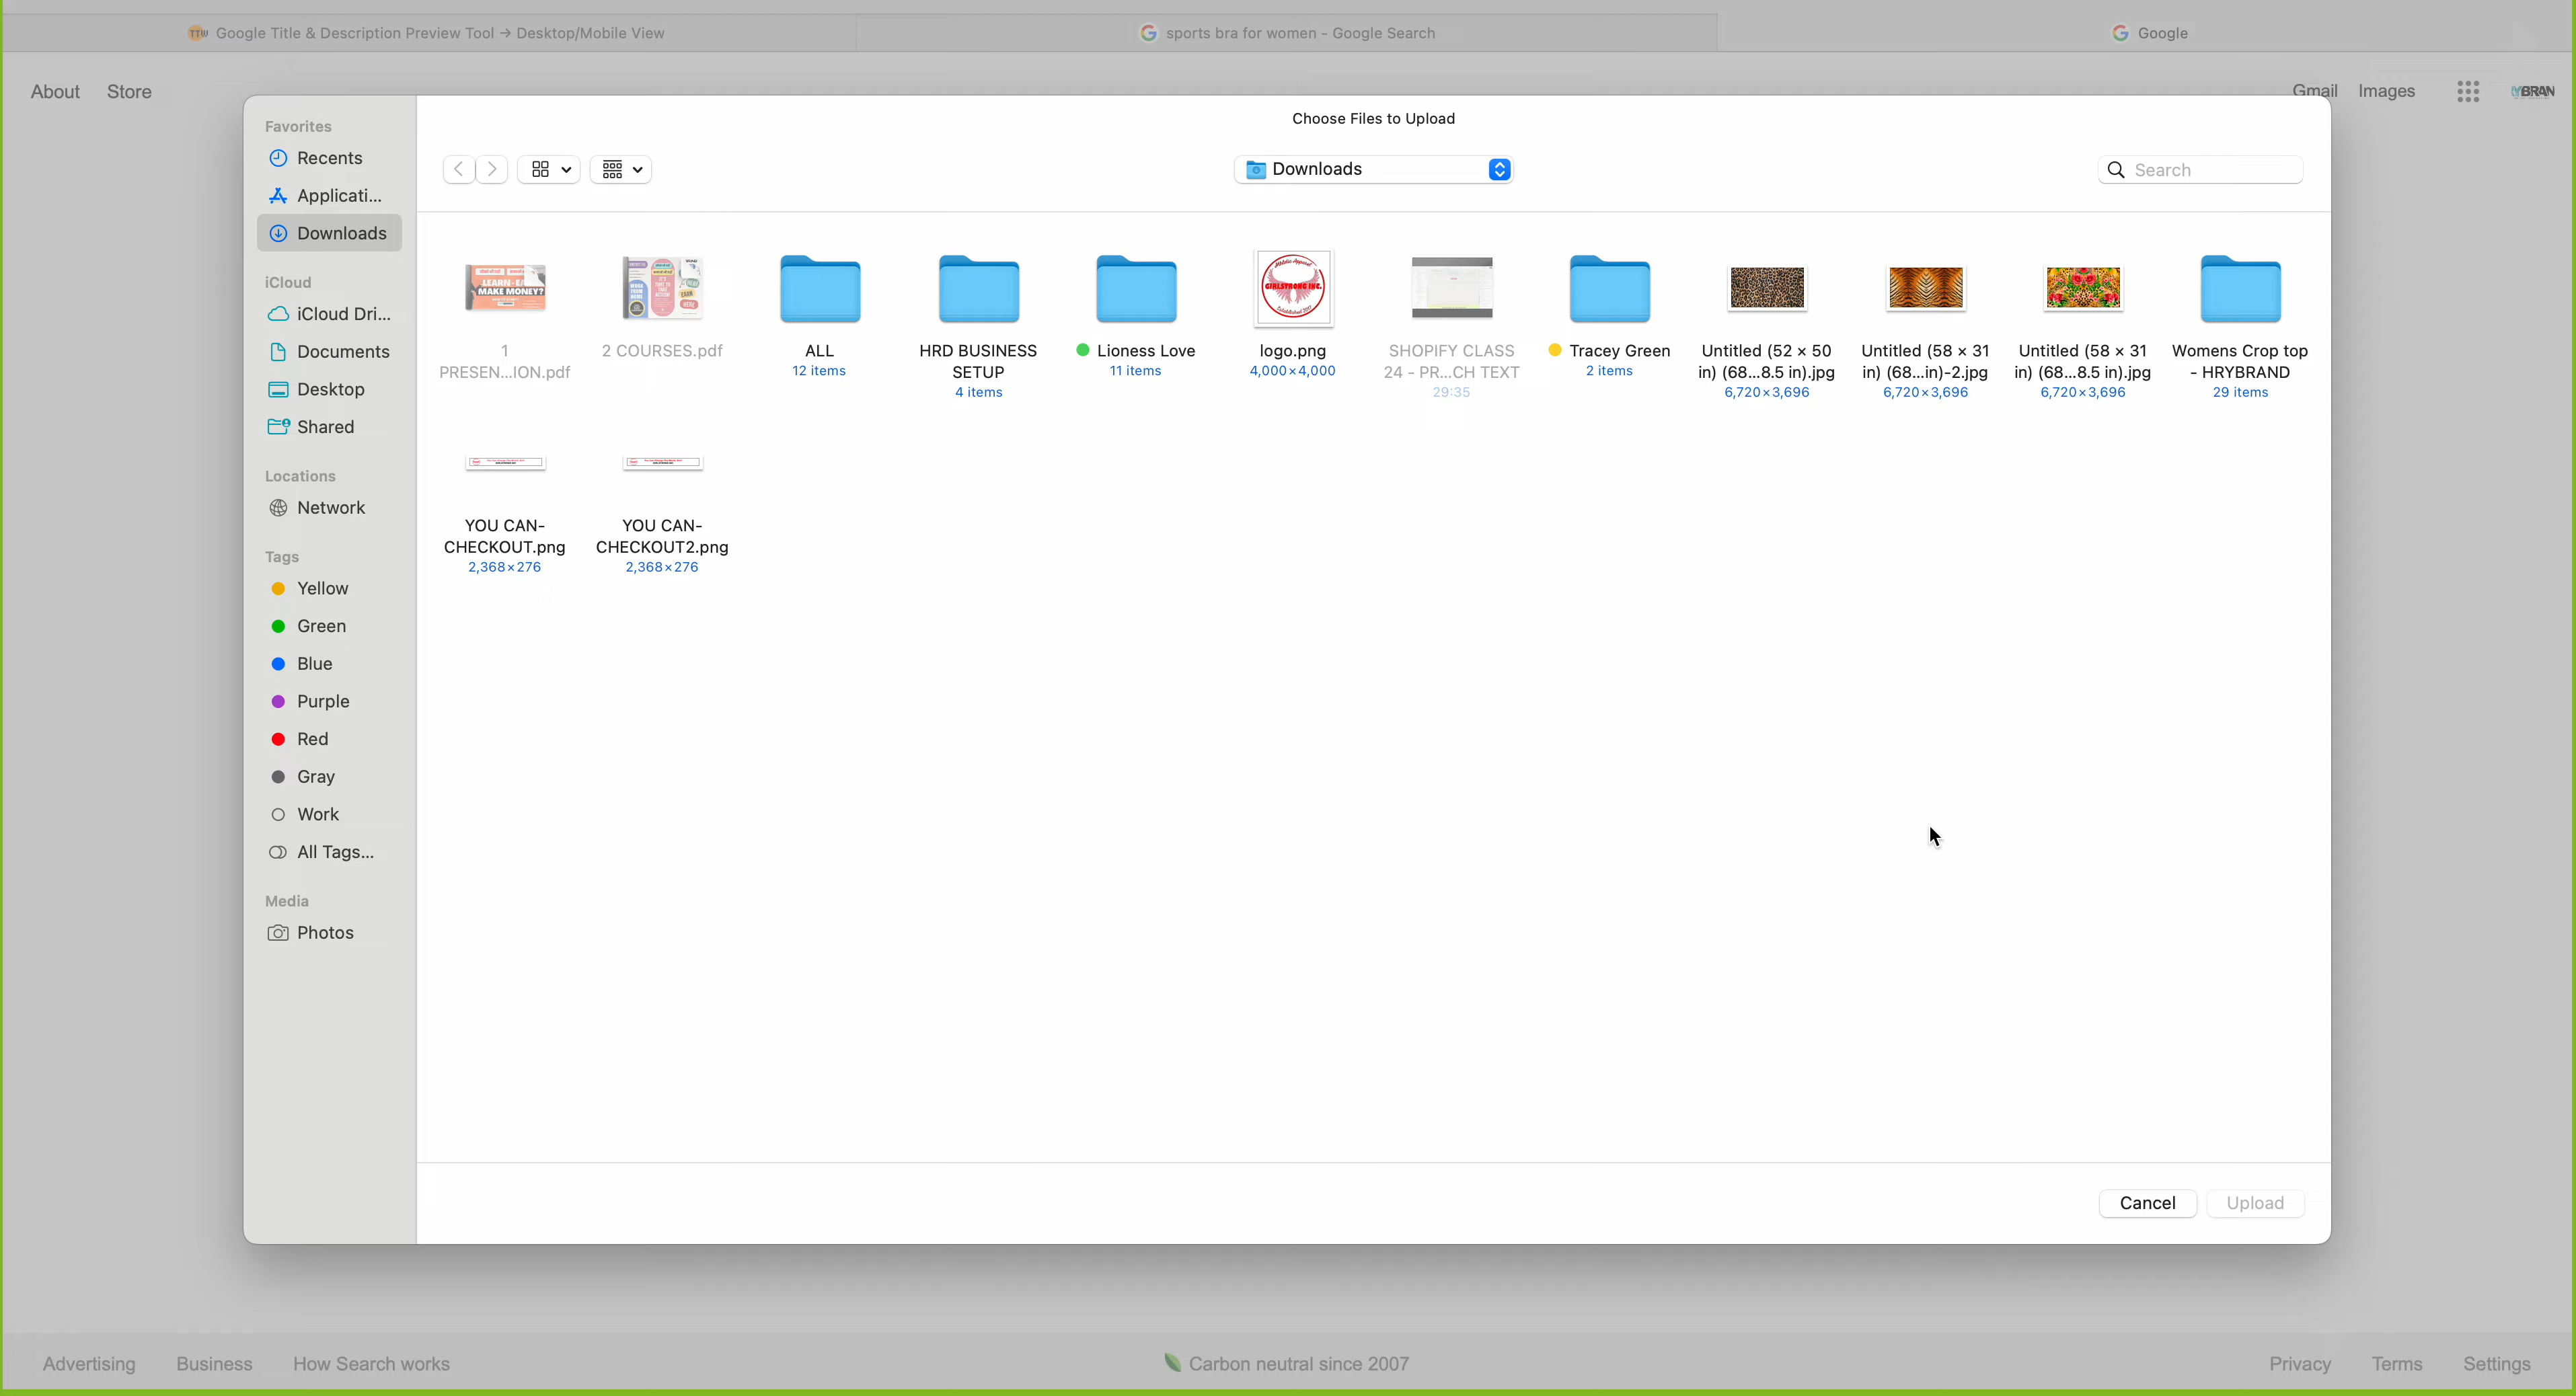 Google Title & Description Preview Tool → Desktop/Mobile View
sports bra for women - Google Search
Google
About
Store
Gmail
Images
Choose Files to Upload
Favorites
Recents
Applicati...
Downloads
iCloud
iCloud Dri...
Documents
Desktop
Shared
Locations
Network
Tags
Yellow
Green
Blue
Purple
Red
Gray
Work
All Tags...
Media
Photos
Downloads
Search
LEARN-E
MAKE MONEY?
1
PRESEN...ION.pdf
2 COURSES.pdf
ALL
12 items
HRD BUSINESS
SETUP
4 items
Lioness Love
11 items
Athletic Apparel
GIRLSTRONG INC.
logo.png
4,000×4,000
SHOPIFY CLASS
24 - PR...CH TEXT
29:35
Tracey Green
2 items
Untitled (52 × 50
in) (68...8.5 in).jpg
6,720×3,696
Untitled (58 × 31
in) (68...in)-2.jpg
6,720×3,696
Untitled (58 × 31
in) (68...8.5 in).jpg
6,720×3,696
Womens Crop top
- HRYBRAND
29 items
YOU CAN-
CHECKOUT.png
2,368×276
YOU CAN-
CHECKOUT2.png
2,368×276
Cancel
Upload
Advertising
Business
How Search works
Carbon neutral since 2007
Privacy
Terms
Settings